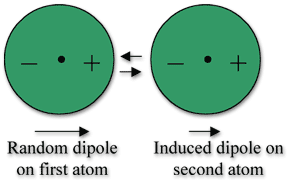 — +
— +
Random dipole
on first atom
Induced dipole on
second atom